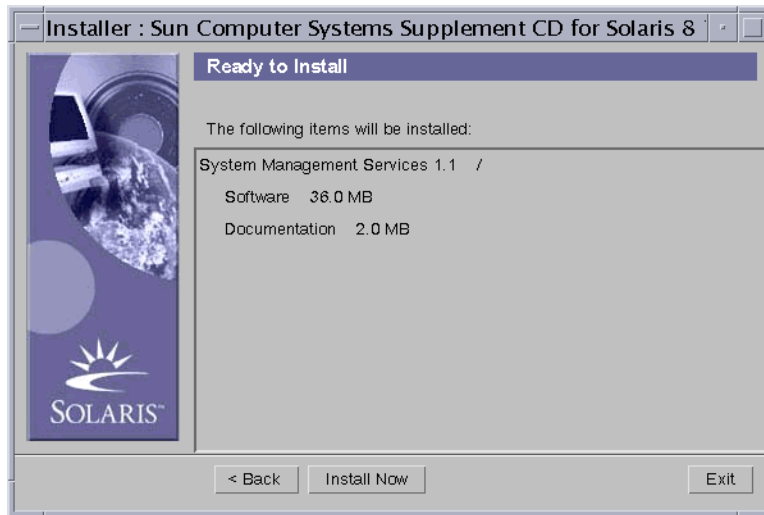 Installer : Sun Computer Systems Supplement CD for Solaris 8
Ready to Install
The following items will be installed:
System Management Services 1.1 /
Software 36.0 MB
Documentation 2.0 MB
SOLARIS™
< Back
Install Now
Exit